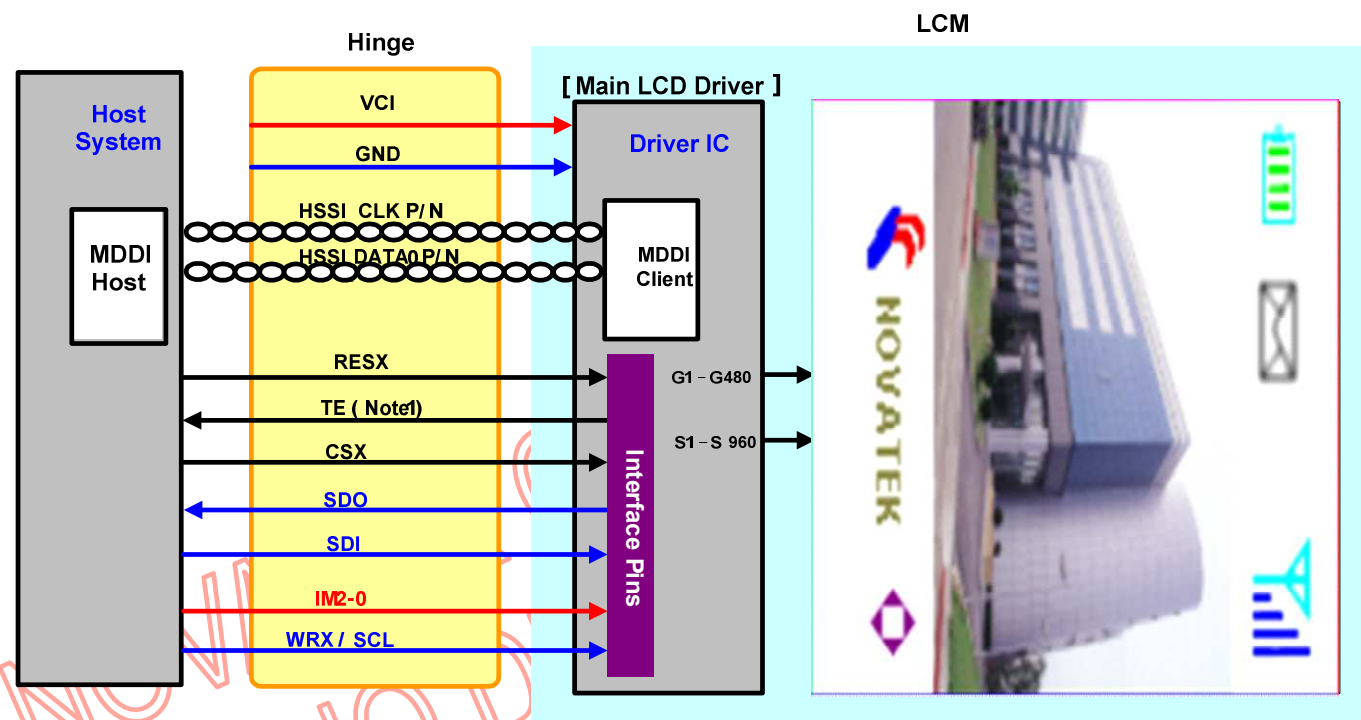 LCM
Hinge
[ Main LCD Driver ]
Host
System
VCI
Driver IC
GND
HSSI CLK P/ N
MDDI
Host
HSSI DATA0 P/ N
MDDI
Client
RESX
G1 - G480
TE ( Note1)
S1 - S 960
CSX
SDO
SDI
IM2-0
WRX / SCL
Interface Pins
NOVATEK